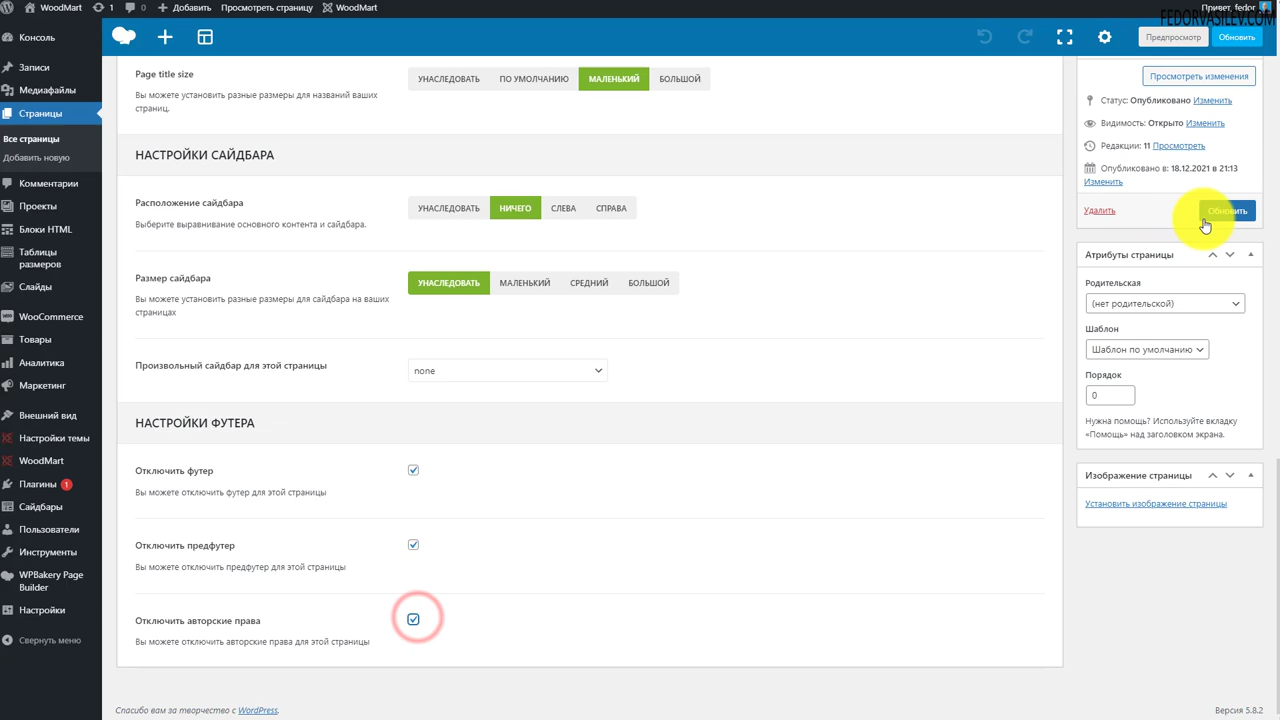 WoodMart 1 0 Добавить Редактировать страницу WoodMart Привет, fedor
FEDORVASILEV.COM
Предпросмотр Обновить
Консоль
Записи
Медиафайлы
Страницы
Все страницы
Добавить новую
Комментарии
Проекты
Блоки HTML
Таблицы размеров
Слайды
WooCommerce
Товары
Аналитика
Маркетинг
Внешний вид
Настройки темы
WoodMart
Плагины 1
Сайдбары
Пользователи
Инструменты
WPBakery Page
Builder
Настройки
Свернуть меню
Page title size
УНАСЛЕДОВАТЬ ПО УМОЛЧАНИЮ МАЛЕНЬКИЙ БОЛЬШОЙ
Вы можете установить разные размеры для названий ваших
страниц.
НАСТРОЙКИ САЙДБАРА
Расположение сайдбара
УНАСЛЕДОВАТЬ НИЧЕГО СЛЕВА СПРАВА
Выберите выравнивание основного контента и сайдбара.
Размер сайдбара
УНАСЛЕДОВАТЬ МАЛЕНЬКИЙ СРЕДНИЙ БОЛЬШОЙ
Вы можете установить разные размеры для сайдбара на ваших
страницах
Произвольный сайдбар для этой страницы
none
НАСТРОЙКИ ФУТЕРА
Отключить футер
Вы можете отключить футер для этой страницы
Отключить предфутер
Вы можете отключить предфутер для этой страницы
Отключить авторские права
Вы можете отключить авторские права для этой страницы
Спасибо вам за творчество с WordPress.
Просмотреть изменения
Статус: Опубликовано Изменить
Видимость: Открыто Изменить
Редакции: 11 Просмотреть
Опубликовано в: 18.12.2021 в 21:13
Изменить
Удалить Обновить
Атрибуты страницы
Родительская
(нет родительской)
Шаблон
Шаблон по умолчанию
Порядок
0
Нужна помощь? Используйте вкладку
«Помощь» над заголовком экрана.
Изображение страницы
Установить изображение страницы
Версия 5.8.2